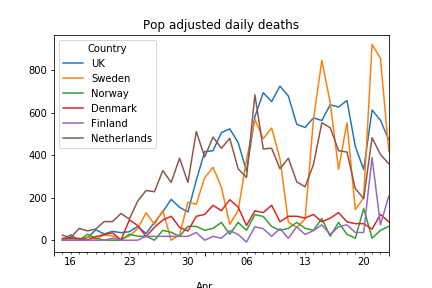 Pop adjusted daily deaths
Country
UK
Sweden
Norway
Denmark
Finland
Netherlands
800
600
400
200
0
16 23 30 06 13 20
Apr